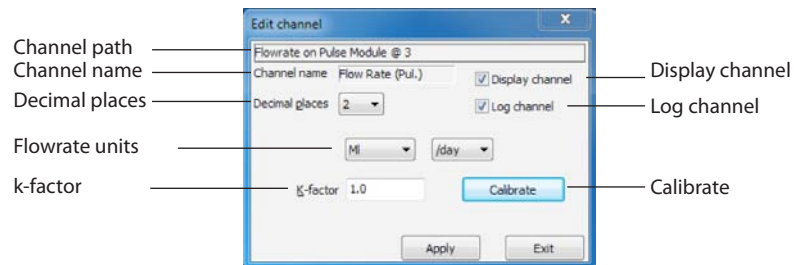 Edit channel
x
Channel path
Flowrate on Pulse Module @ 3
Channel name
Channel name Flow Rate (Pul.)
Display channel
Display channel
Decimal places
Decimal places 2
Log channel
Log channel
Flowrate units
Ml /day
k-factor
K-factor 1.0
Calibrate
Calibrate
Apply Exit